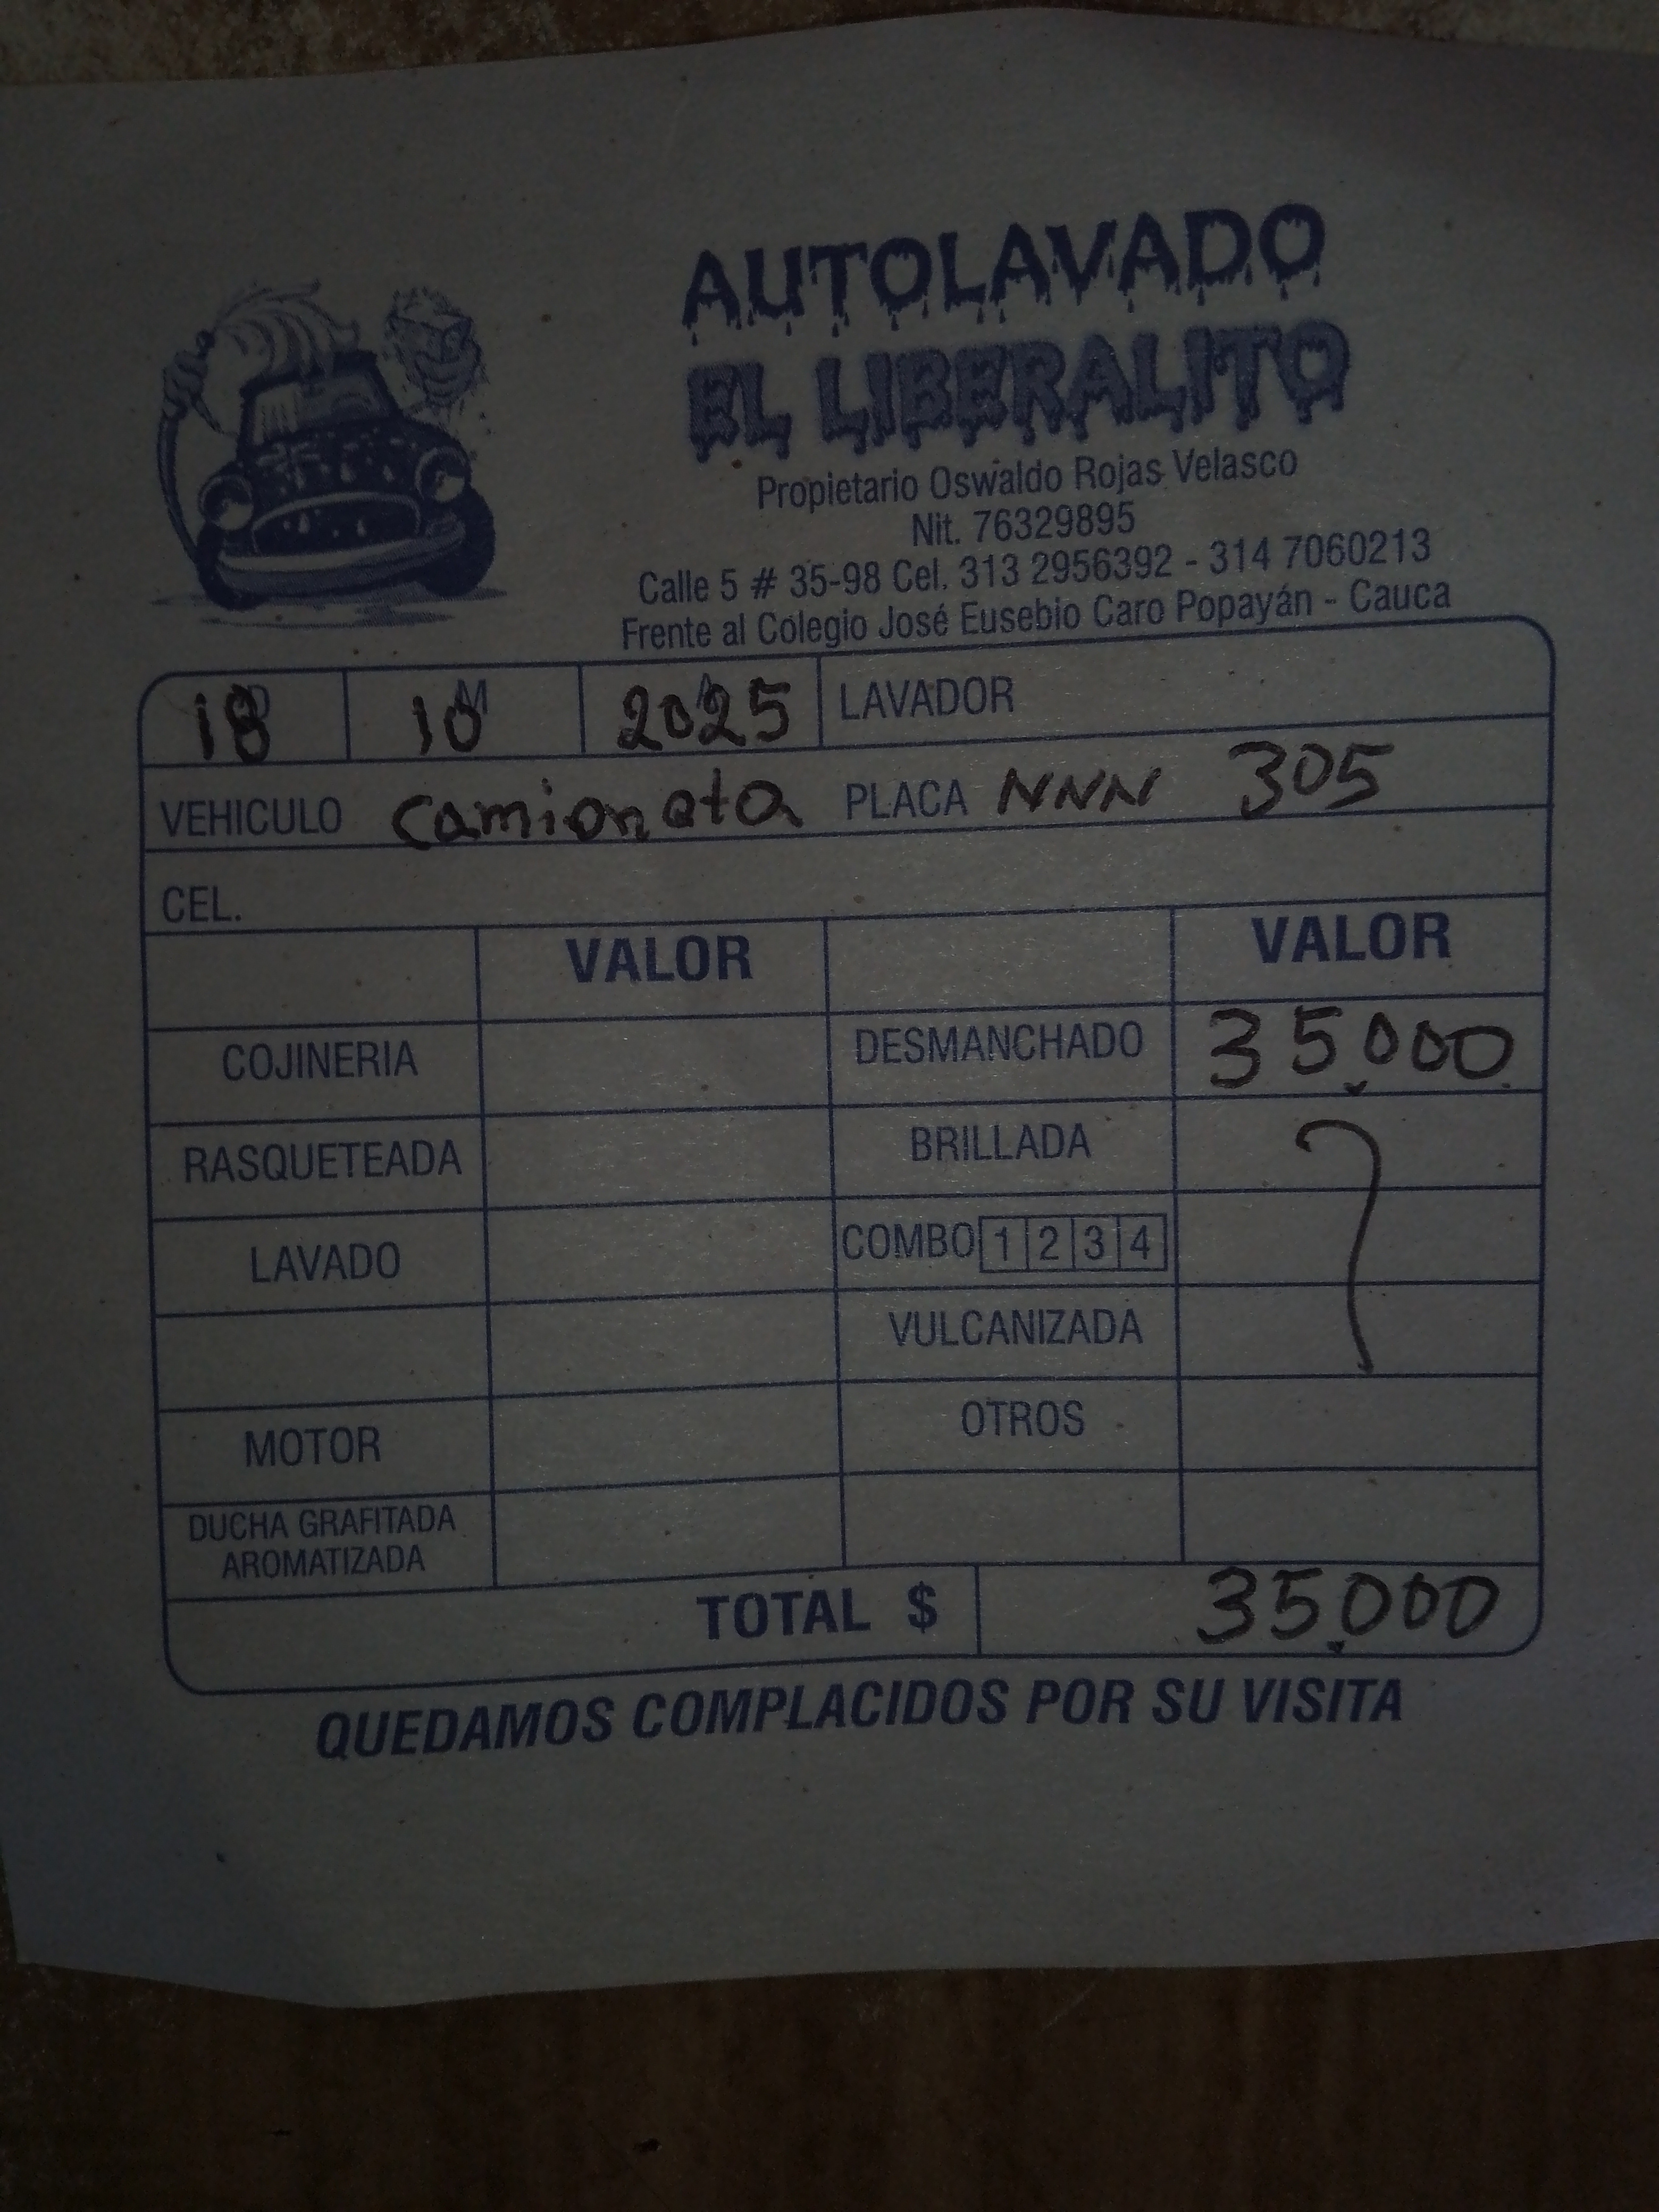 AUTOLAVADO
EL LIBERALITO
Propietario Oswaldo Rojas Velasco
Nit. 76329895
Calle 5 # 35-98 Cel. 313 2956392 - 314 7060213
Frente al Colegio José Eusebio Caro Popayán - Cauca
18 10 2025 LAVADOR
VEHICULO camioneta PLACA NNN 305
CEL.
VALOR VALOR
COJINERIA DESMANCHADO 35.000
RASQUETEADA BRILLADA
LAVADO COMBO 1 2 3 4
VULCANIZADA
MOTOR OTROS
DUCHA GRAFITADA
AROMATIZADA
TOTAL $ 35.000
QUEDAMOS COMPLACIDOS POR SU VISITA